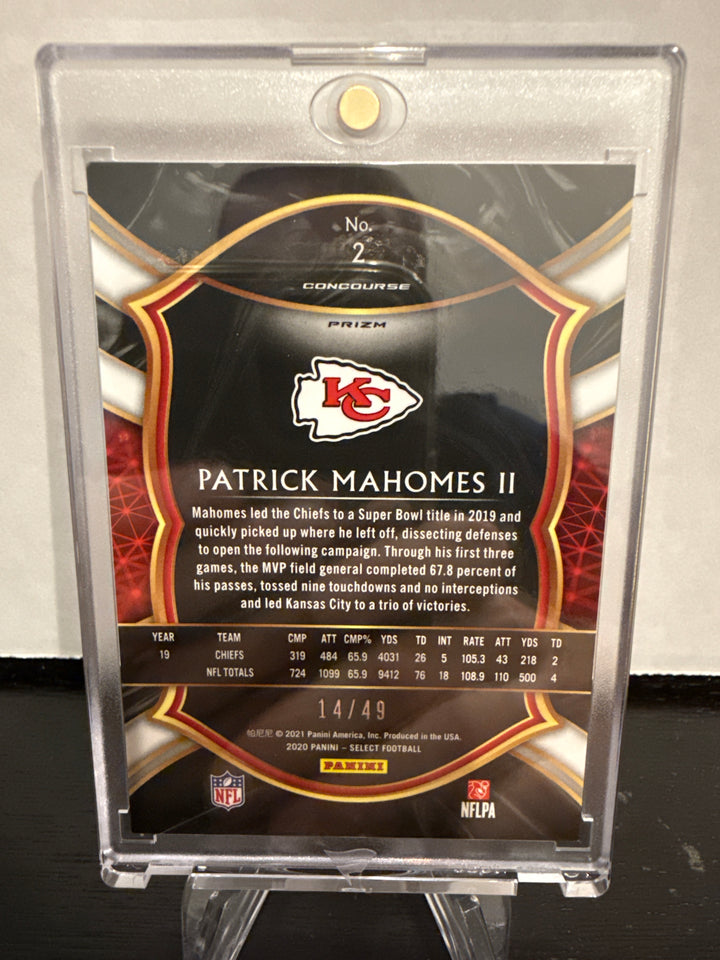 No.
2
CONCOURSE
PRIZM
KC
PATRICK MAHOMES II
Mahomes led the Chiefs to a Super Bowl title in 2019 and
quickly picked up where he left off, dissecting defenses
to open the following campaign. Through his first three
games, the MVP field general completed 67.8 percent of
his passes, tossed nine touchdowns and no interceptions
and led Kansas City to a trio of victories.
YEAR TEAM CMP ATT CMP% YDS TD INT RATE ATT YDS TD
19 CHIEFS 319 484 65.9 4031 26 5 105.3 43 218 2
NFL TOTALS 724 1099 65.9 9412 76 18 108.9 110 500 4
14/49
帕尼尼 © 2021 Panini America, Inc. Produced in the USA.
2020 PANINI – SELECT FOOTBALL
PANINI
NFL
NFLPA